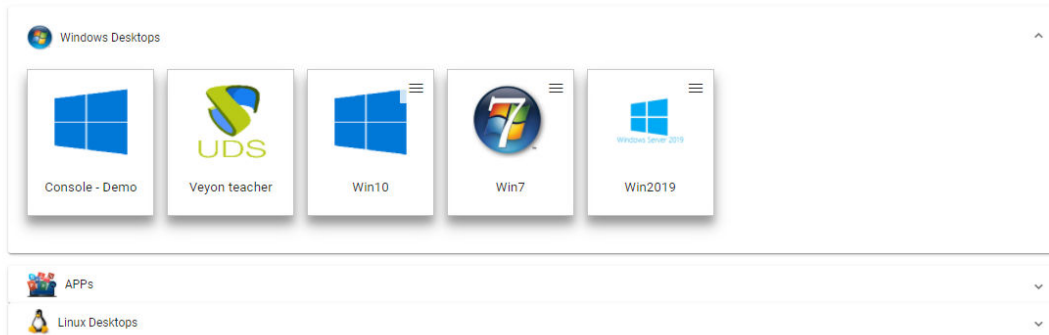 Windows Desktops
UDS
7
Windows Server 2019
Console - Demo
Veyon teacher
Win10
Win7
Win2019
APPs
Linux Desktops